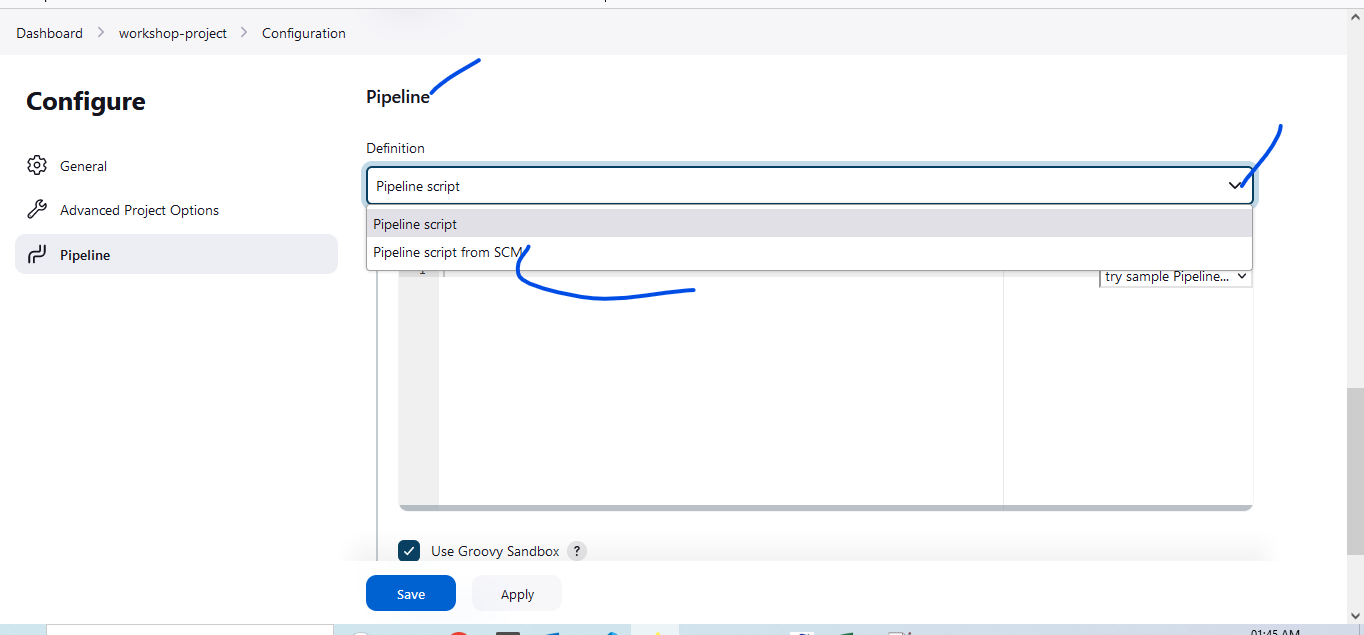 Dashboard > workshop-project > Configuration
Configure
General
Advanced Project Options
Pipeline
Pipeline
Definition
Pipeline script
Pipeline script
Pipeline script from SCM
1
try sample Pipeline...
Use Groovy Sandbox ?
Save Apply
01:45 AM